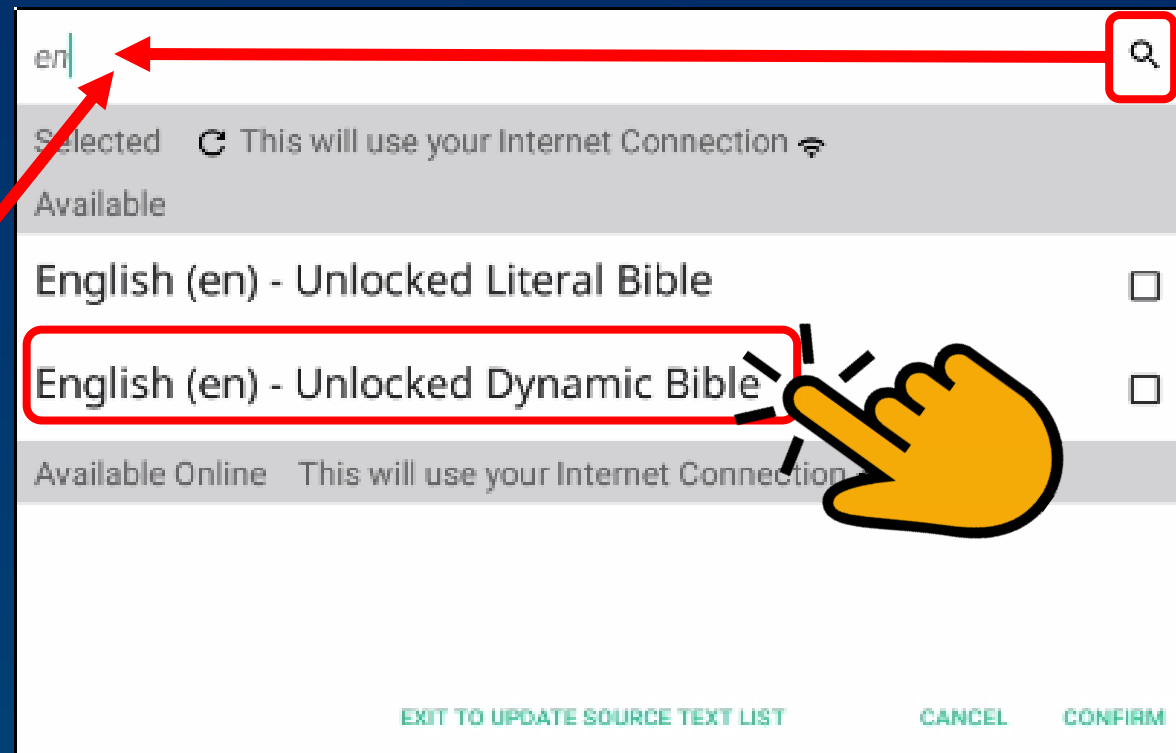 en
Selected This will use your Internet Connection
Available
English (en) - Unlocked Literal Bible
English (en) - Unlocked Dynamic Bible
Available Online This will use your Internet Connection
EXIT TO UPDATE SOURCE TEXT LIST CANCEL CONFIRM